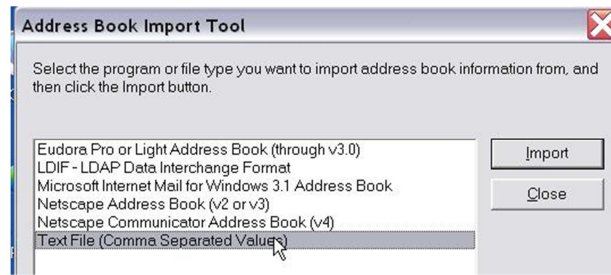 Address Book Import Tool
Select the program or file type you want to import address book information from, and
then click the Import button.
Eudora Pro or Light Address Book (through v3.0)
LDIF - LDAP Data Interchange Format
Microsoft Internet Mail for Windows 3.1 Address Book
Netscape Address Book (v2 or v3)
Netscape Communicator Address Book (v4)
Text File (Comma Separated Values)
Import
Close